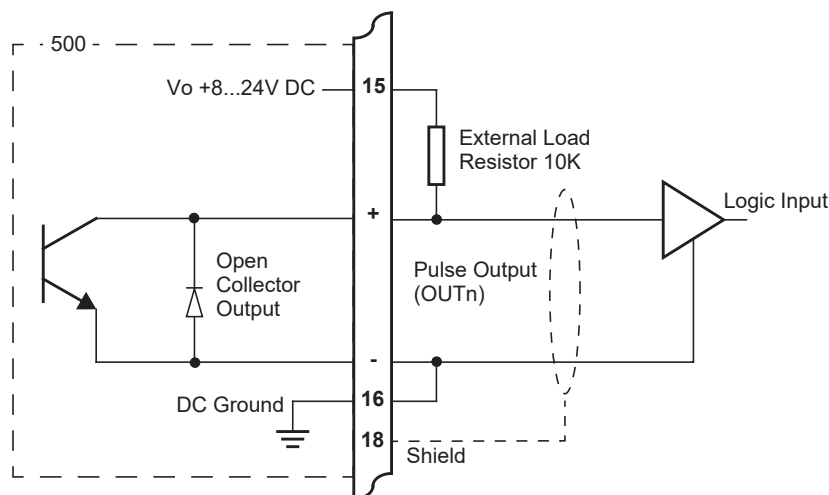 500
Vo +8...24V DC
15
External Load
Resistor 10K
+
Logic Input
Open
Collector
Output
Pulse Output
(OUTn)
-
DC Ground
16
18
Shield